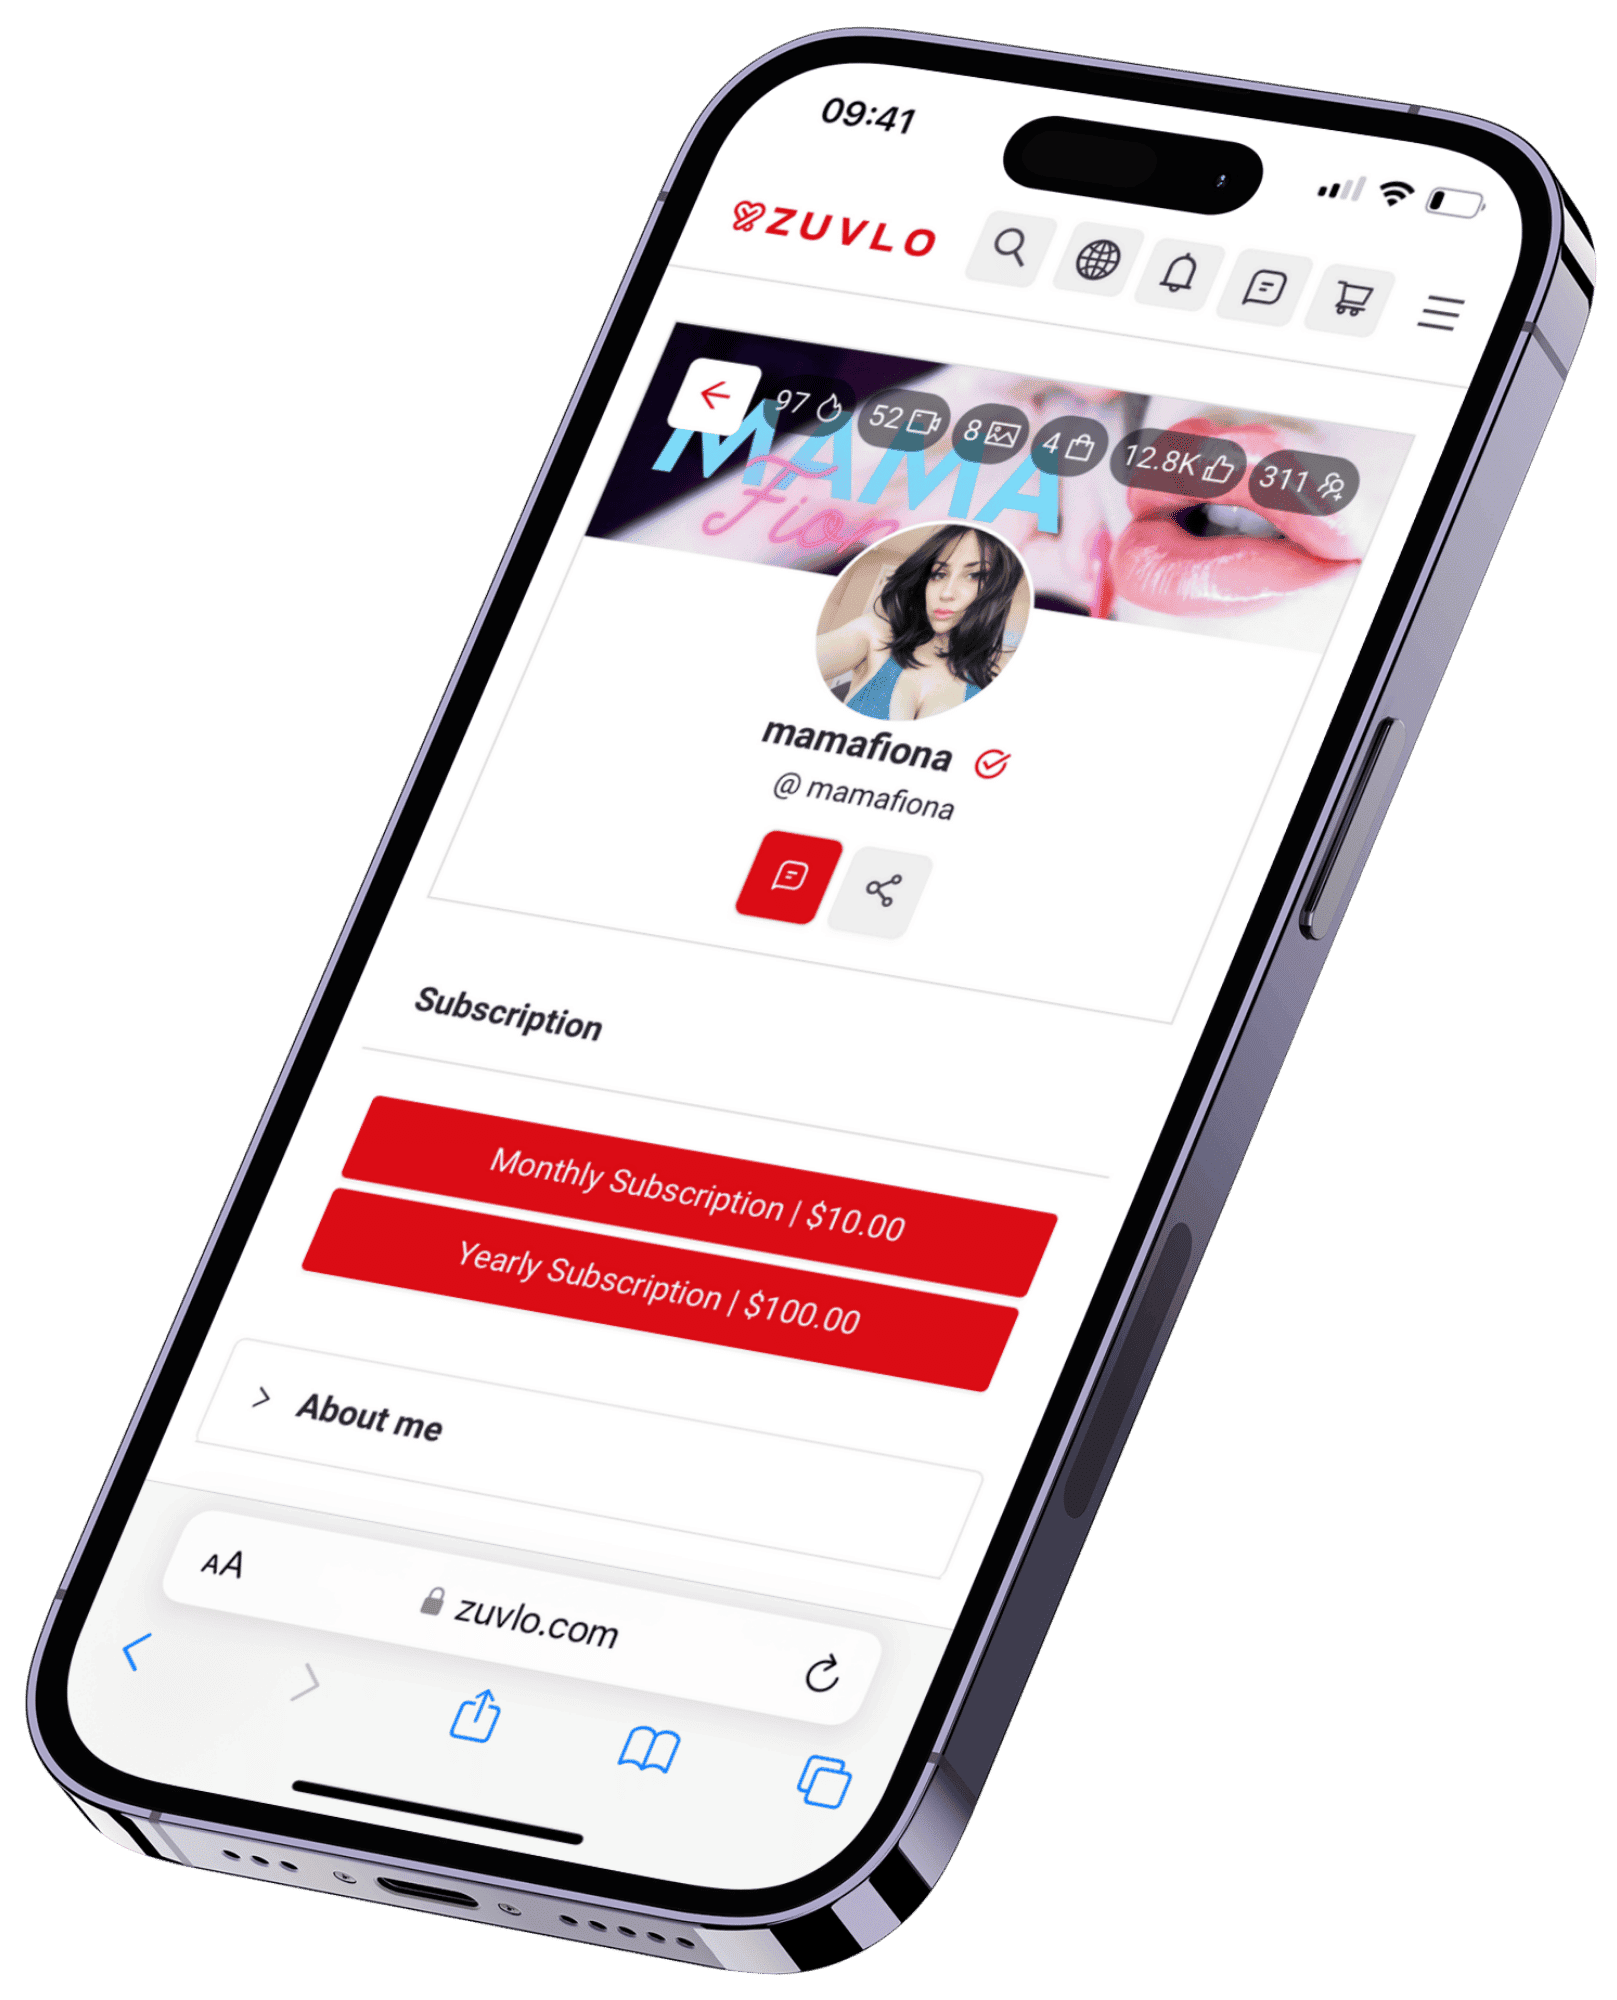 09:41
ZUVLO
97 52 8 4 12.8K 311
MAMA
Fion
mamafiona
@ mamafiona
Subscription
Monthly Subscription | $10.00
Yearly Subscription | $100.00
About me
AA zuvlo.com